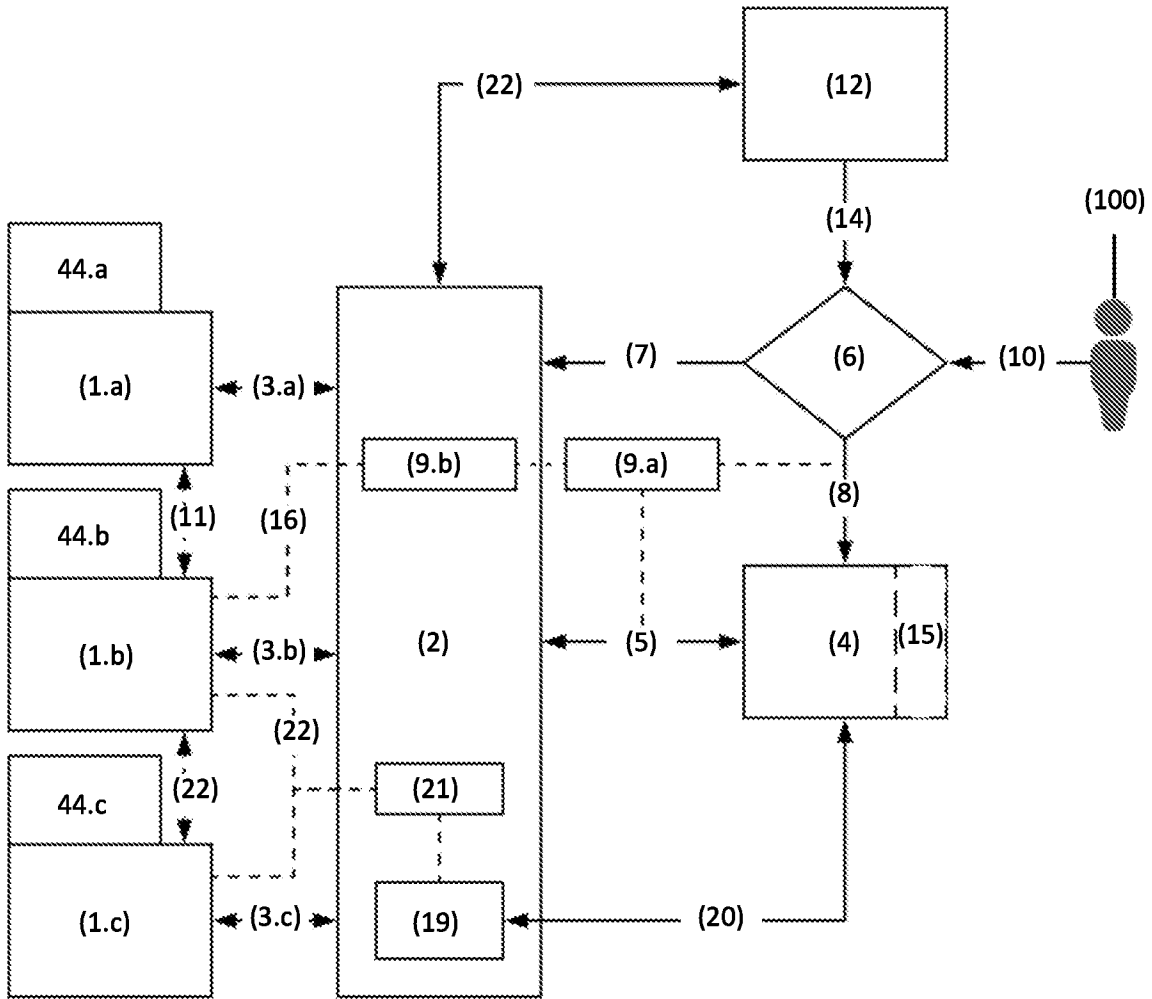 (12)
(22)
(14)
(100)
44.a
(6)
(7)
(10)
(1.a)
(3.a)
(9.b)
(9.a)
(8)
(11)
(16)
44.b
(1.b)
(3.b)
(2)
(5)
(4)
(15)
(22)
(22)
(21)
44.c
(1.c)
(3.c)
(19)
(20)